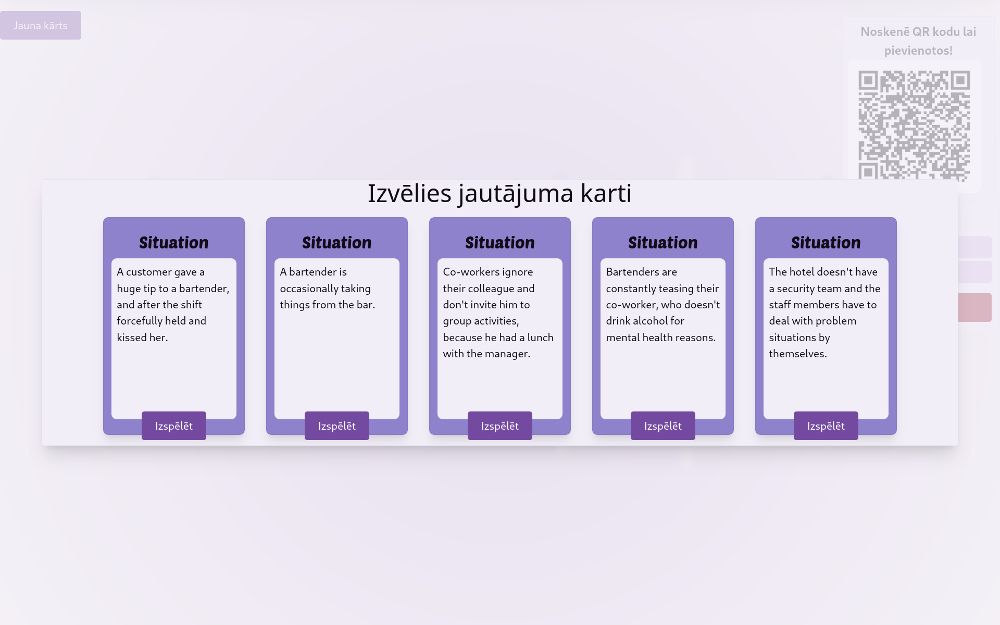 Jauna kārts
Noskenē QR kodu lai
pievienotos!
Izvēlies jautājuma karti
Situation
A customer gave a
huge tip to a bartender,
and after the shift
forcefully held and
kissed her.
Izspēlēt
Situation
A bartender is
occasionally taking
things from the bar.
Izspēlēt
Situation
Co-workers ignore
their colleague and
don't invite him to
group activities,
because he had a lunch
with the manager.
Izspēlēt
Situation
Bartenders are
constantly teasing their
co-worker, who doesn't
drink alcohol for
mental health reasons.
Izspēlēt
Situation
The hotel doesn't have
a security team and the
staff members have to
deal with problem
situations by
themselves.
Izspēlēt